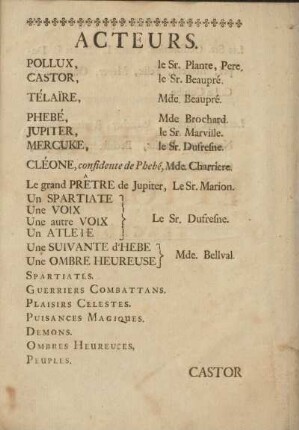 ACTEURS.
POLLUX, le Sr. Plante, Pere.
CASTOR, le Sr. Beaupré.
TÉLAÏRE, Mde. Beaupré.
PHEBÉ, Mde Brochard.
JUPITER, le Sr. Marville.
MERCUKE, le Sr. Dufresne.
CLÉONE, confidente de Phebé, Mde. Charriere.
Le grand PRÊTRE de Jupiter, Le Sr. Marion.
Un SPARTIATE
Une VOIX
Une autre VOIX
Un ATLETE
Le Sr. Dufresne.
Une SUIVANTE d'HEBE
Une OMBRE HEUREUSE
Mde. Bellval.
SPARTIATES.
GUERRIERS COMBATTANS.
PLAISIRS CELESTES.
PUISANCES MAGIQUES.
DEMONS.
OMBRES HEUREUCES,
PEUPLES.
CASTOR